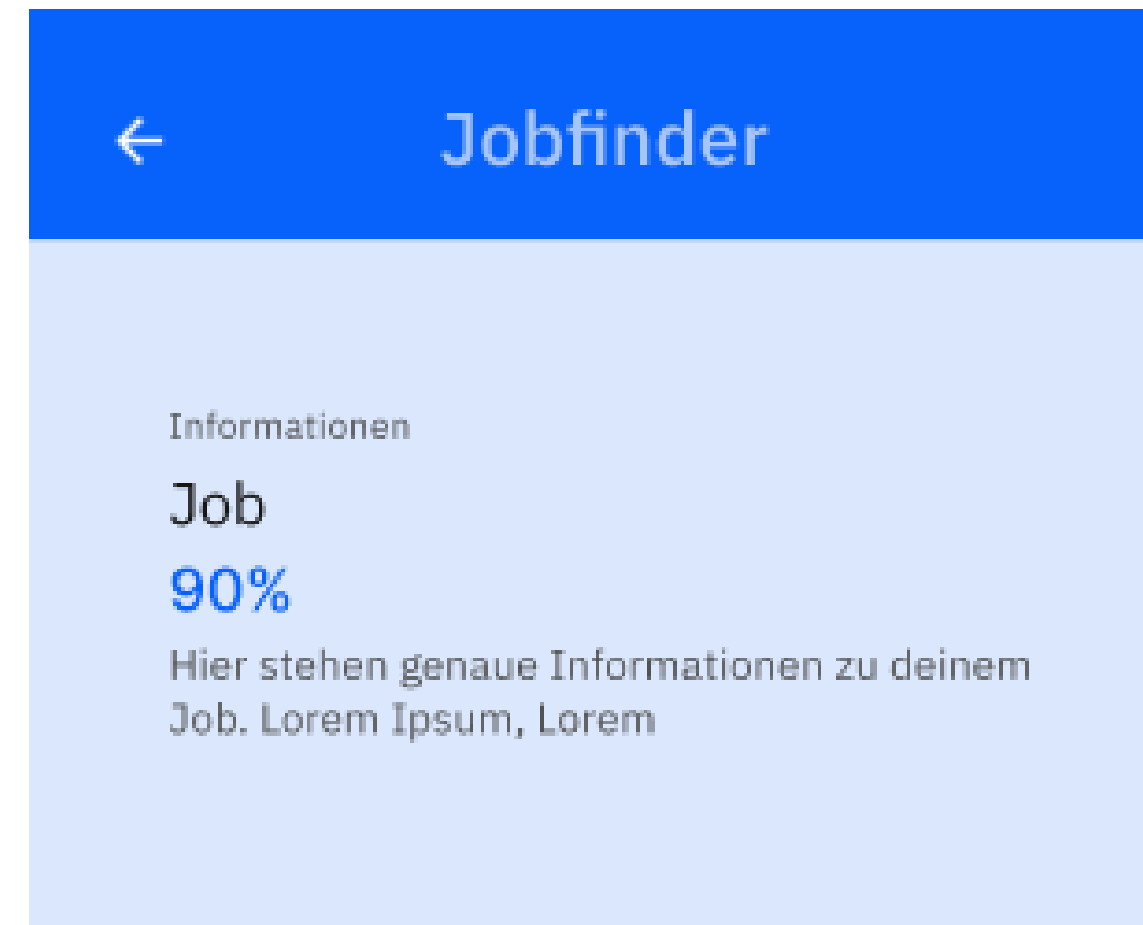 Jobfinder
Informationen
Job
90%
Hier stehen genaue Informationen zu deinem
Job. Lorem Ipsum, Lorem